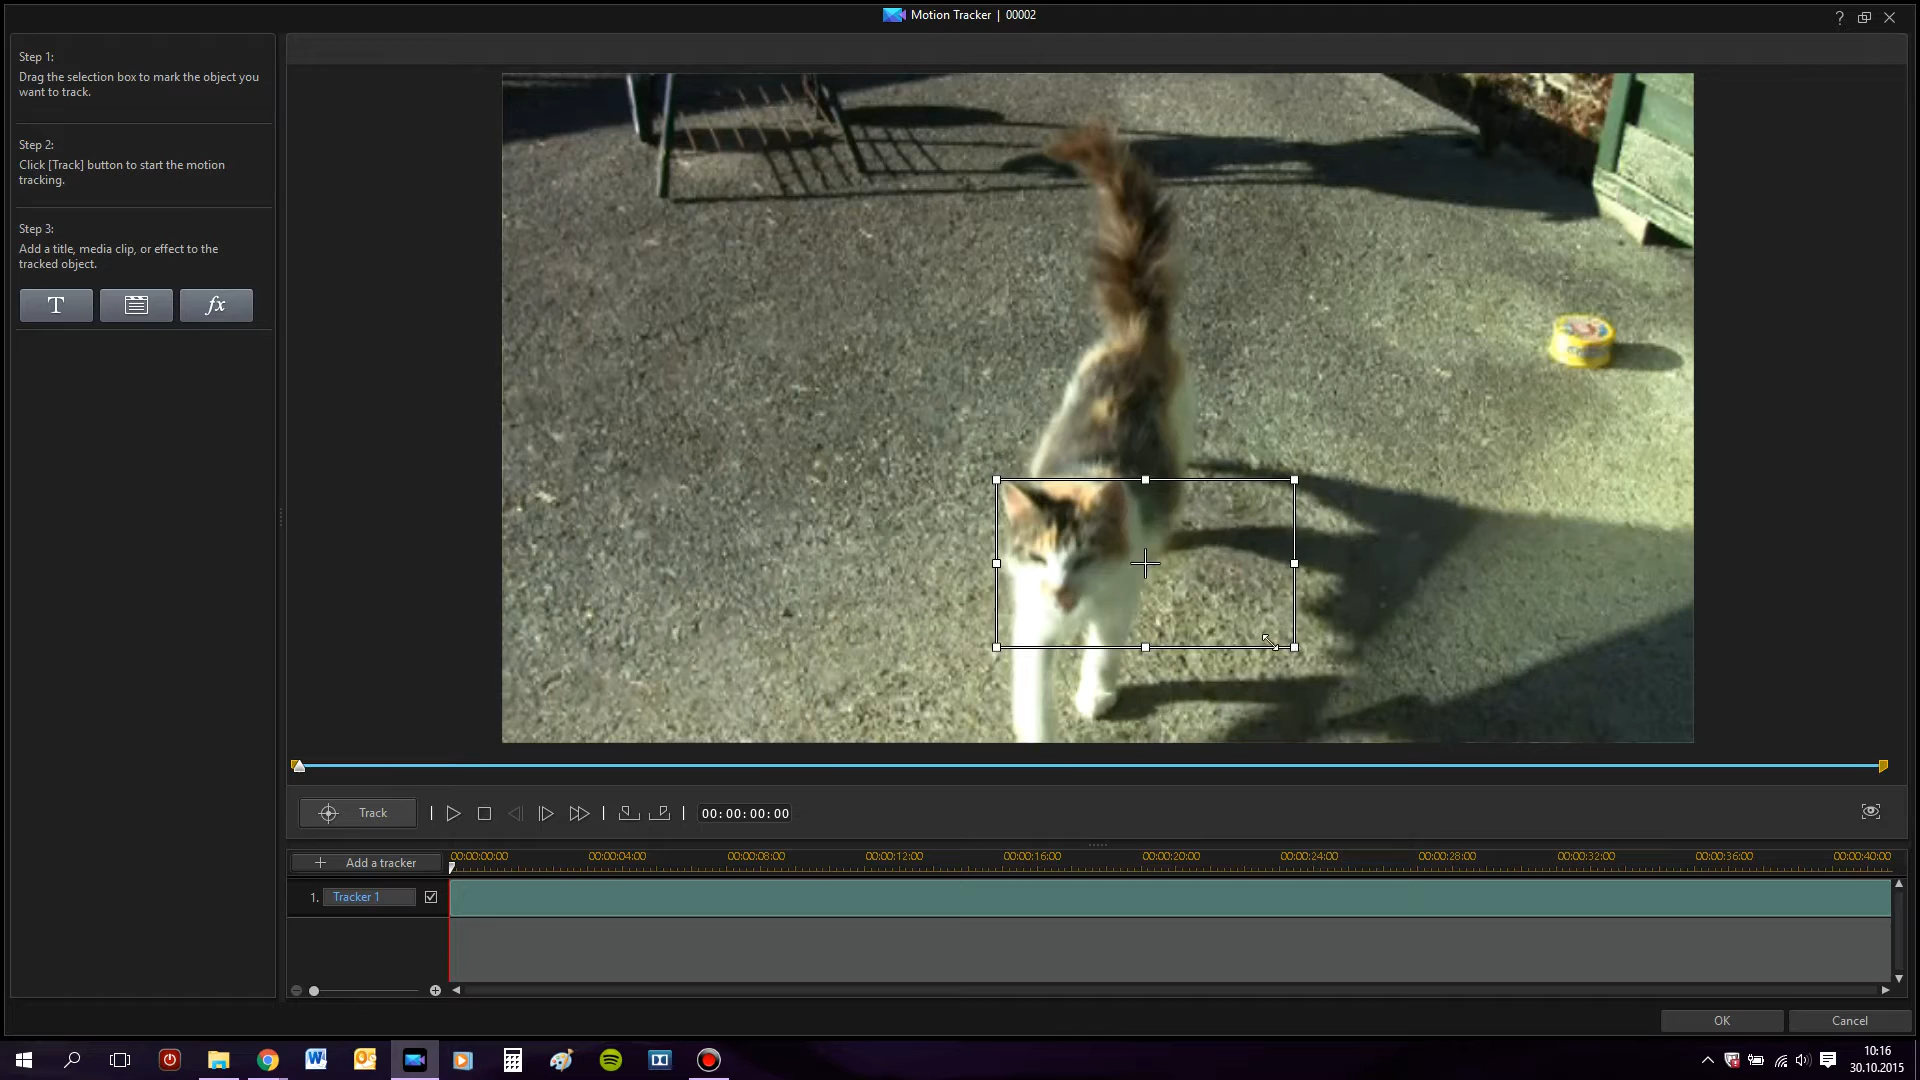 Motion Tracker | 00002
?
Step 1:
Drag the selection box to mark the object you
want to track.
Step 2:
Click [Track] button to start the motion
tracking.
Step 3:
Add a title, media clip, or effect to the
tracked object.
T
fx
Track
00:00:00:00
Add a tracker
00:00:00:00 00:00:04:00 00:00:08:00 00:00:12:00 00:00:16:00 00:00:20:00 00:00:24:00 00:00:28:00 00:00:32:00 00:00:36:00 00:00:40:00
1. Tracker 1
OK Cancel
10:16
30.10.2015